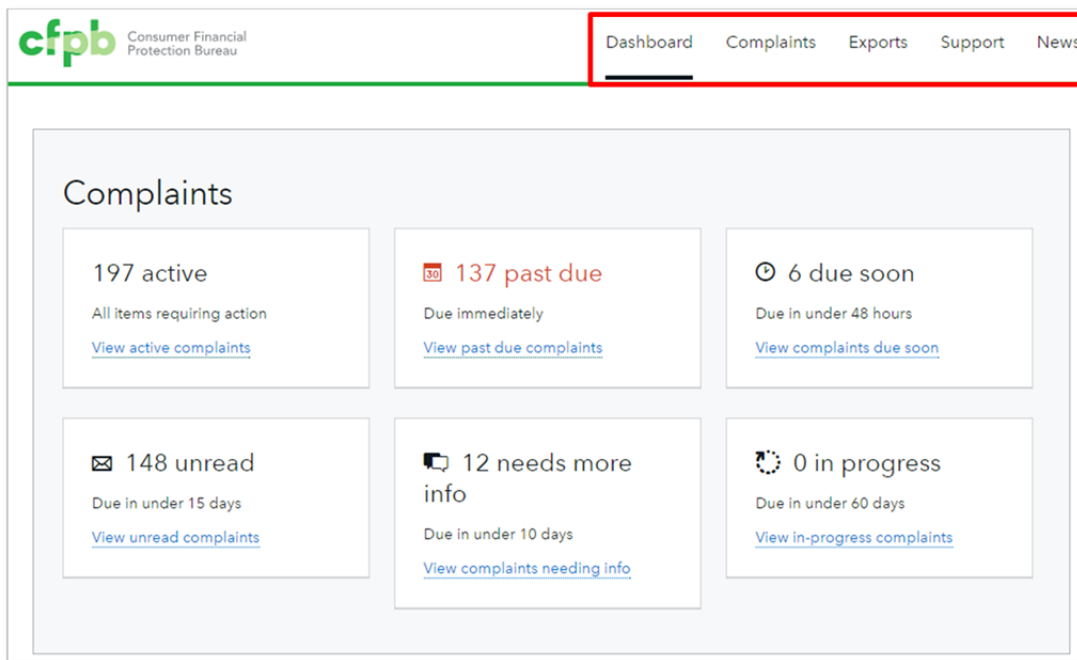 cfpb Consumer Financial
Protection Bureau
Dashboard Complaints Exports Support News
Complaints
197 active
All items requiring action
View active complaints
30 137 past due
Due immediately
View past due complaints
6 due soon
Due in under 48 hours
View complaints due soon
148 unread
Due in under 15 days
View unread complaints
12 needs more
info
Due in under 10 days
View complaints needing info
0 in progress
Due in under 60 days
View in-progress complaints